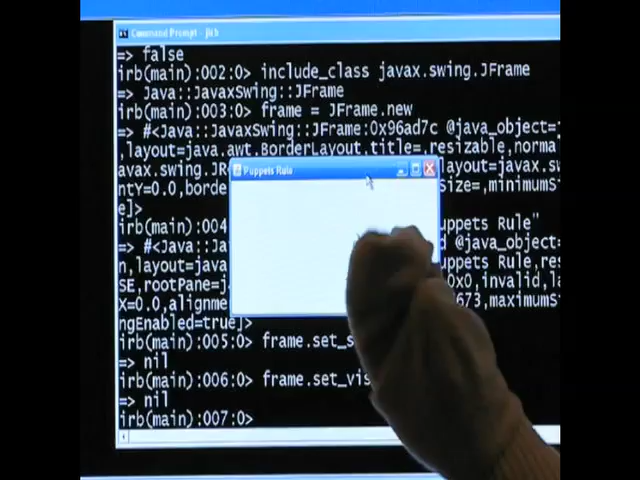 Command Prompt - jirb
=> false
irb(main):002:0> include_class javax.swing.JFrame
=> Java::JavaxSwing::JFrame
irb(main):003:0> frame = JFrame.new
=> #<Java::JavaxSwing::JFrame:0x96ad7c @java_object=
,layout=java.awt.BorderLayout,title=,resizable,norma
avax.swing.JR
layout=javax.s
ntY=0.0,borde
Size=,minimumS
e]>
Puppets Rule
irb(main):004
uppets Rule"
=> #<Java::Ja
@java_object=
n,layout=java
uppets Rule,res
SE,rootPane=j
0x0,invalid,la
X=0.0,alignme
673,maximumS
ngEnabled=true]>
irb(main):005:0> frame.set_s
=> nil
irb(main):006:0> frame.set_vis
=> nil
irb(main):007:0>